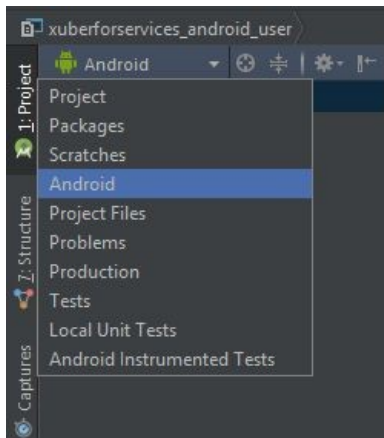 xuberforservices_android_user
Android
1: Project
Project
Packages
Scratches
Android
Project Files
Problems
Production
Tests
Local Unit Tests
Android Instrumented Tests
7: Structure
Captures